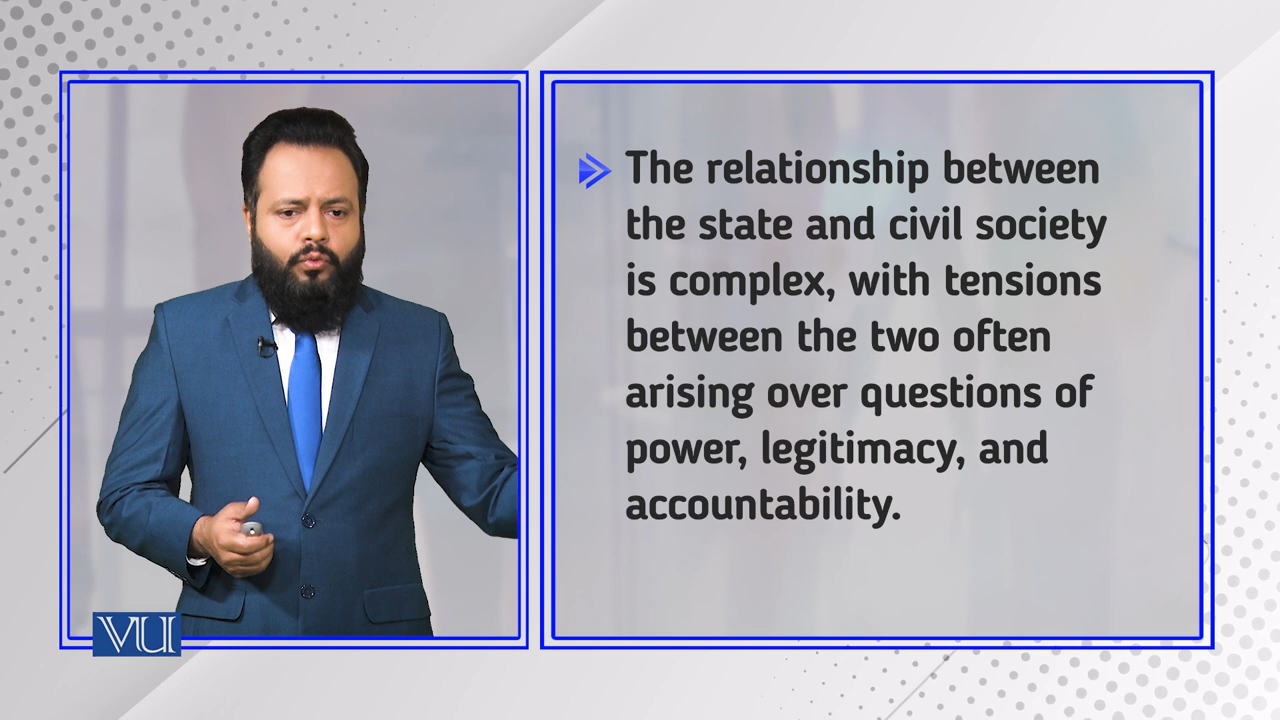 The relationship between
the state and civil society
is complex, with tensions
between the two often
arising over questions of
power, legitimacy, and
accountability.
VU